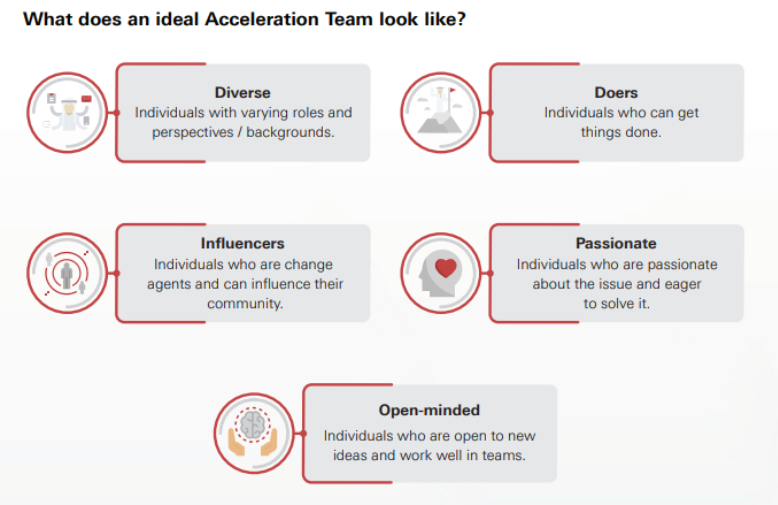 What does an ideal Acceleration Team look like?
Diverse
Individuals with varying roles and
perspectives / backgrounds.
Doers
Individuals who can get
things done.
Influencers
Individuals who are change
agents and can influence their
community.
Passionate
Individuals who are passionate
about the issue and eager
to solve it.
Open-minded
Individuals who are open to new
ideas and work well in teams.